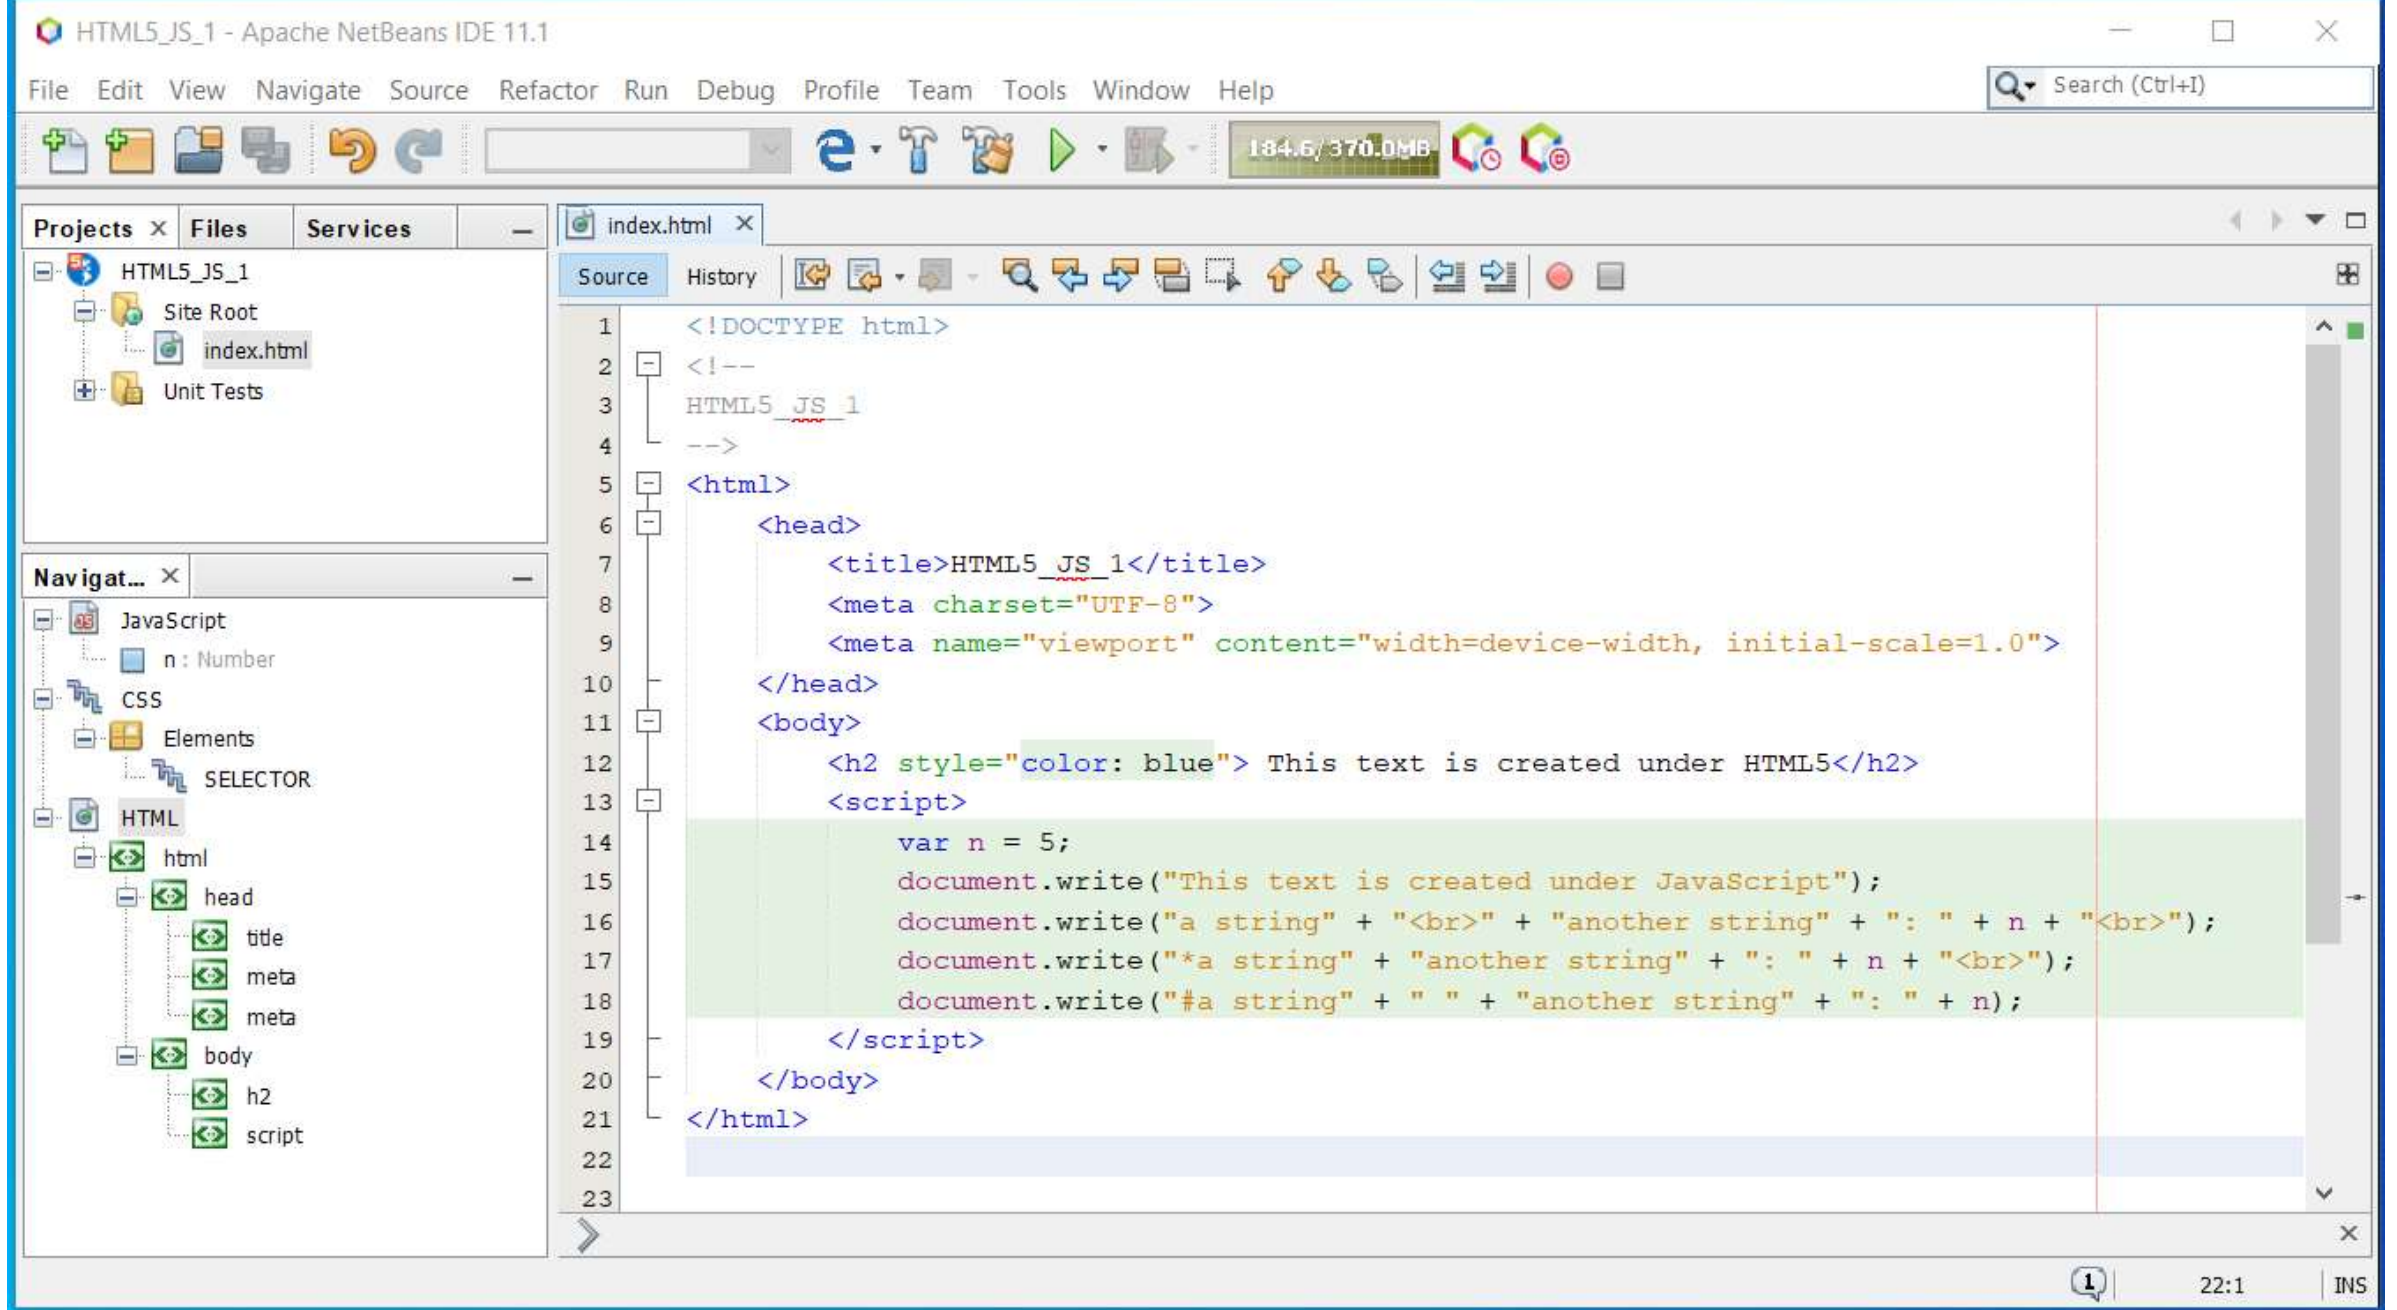 HTML5_JS_1 - Apache NetBeans IDE 11.1
File Edit View Navigate Source Refactor Run Debug Profile Team Tools Window Help
Search (Ctrl+I)
184.6/370.0MB
Projects Files Services
HTML5_JS_1
Site Root
index.html
Unit Tests
Navigat...
JavaScript
n : Number
CSS
Elements
SELECTOR
HTML
html
head
title
meta
meta
body
h2
script
index.html
Source History
1 <!DOCTYPE html>
2 <!--
3 HTML5_JS_1
4 -->
5 <html>
6 <head>
7 <title>HTML5_JS_1</title>
8 <meta charset="UTF-8">
9 <meta name="viewport" content="width=device-width, initial-scale=1.0">
10 </head>
11 <body>
12 <h2 style="color: blue"> This text is created under HTML5</h2>
13 <script>
14 var n = 5;
15 document.write("This text is created under JavaScript");
16 document.write("a string" + "<br>" + "another string" + ": " + n + "<br>");
17 document.write("*a string" + "another string" + ": " + n + "<br>");
18 document.write("#a string" + " " + "another string" + ": " + n);
19 </script>
20 </body>
21 </html>
22
23
1 22:1 INS